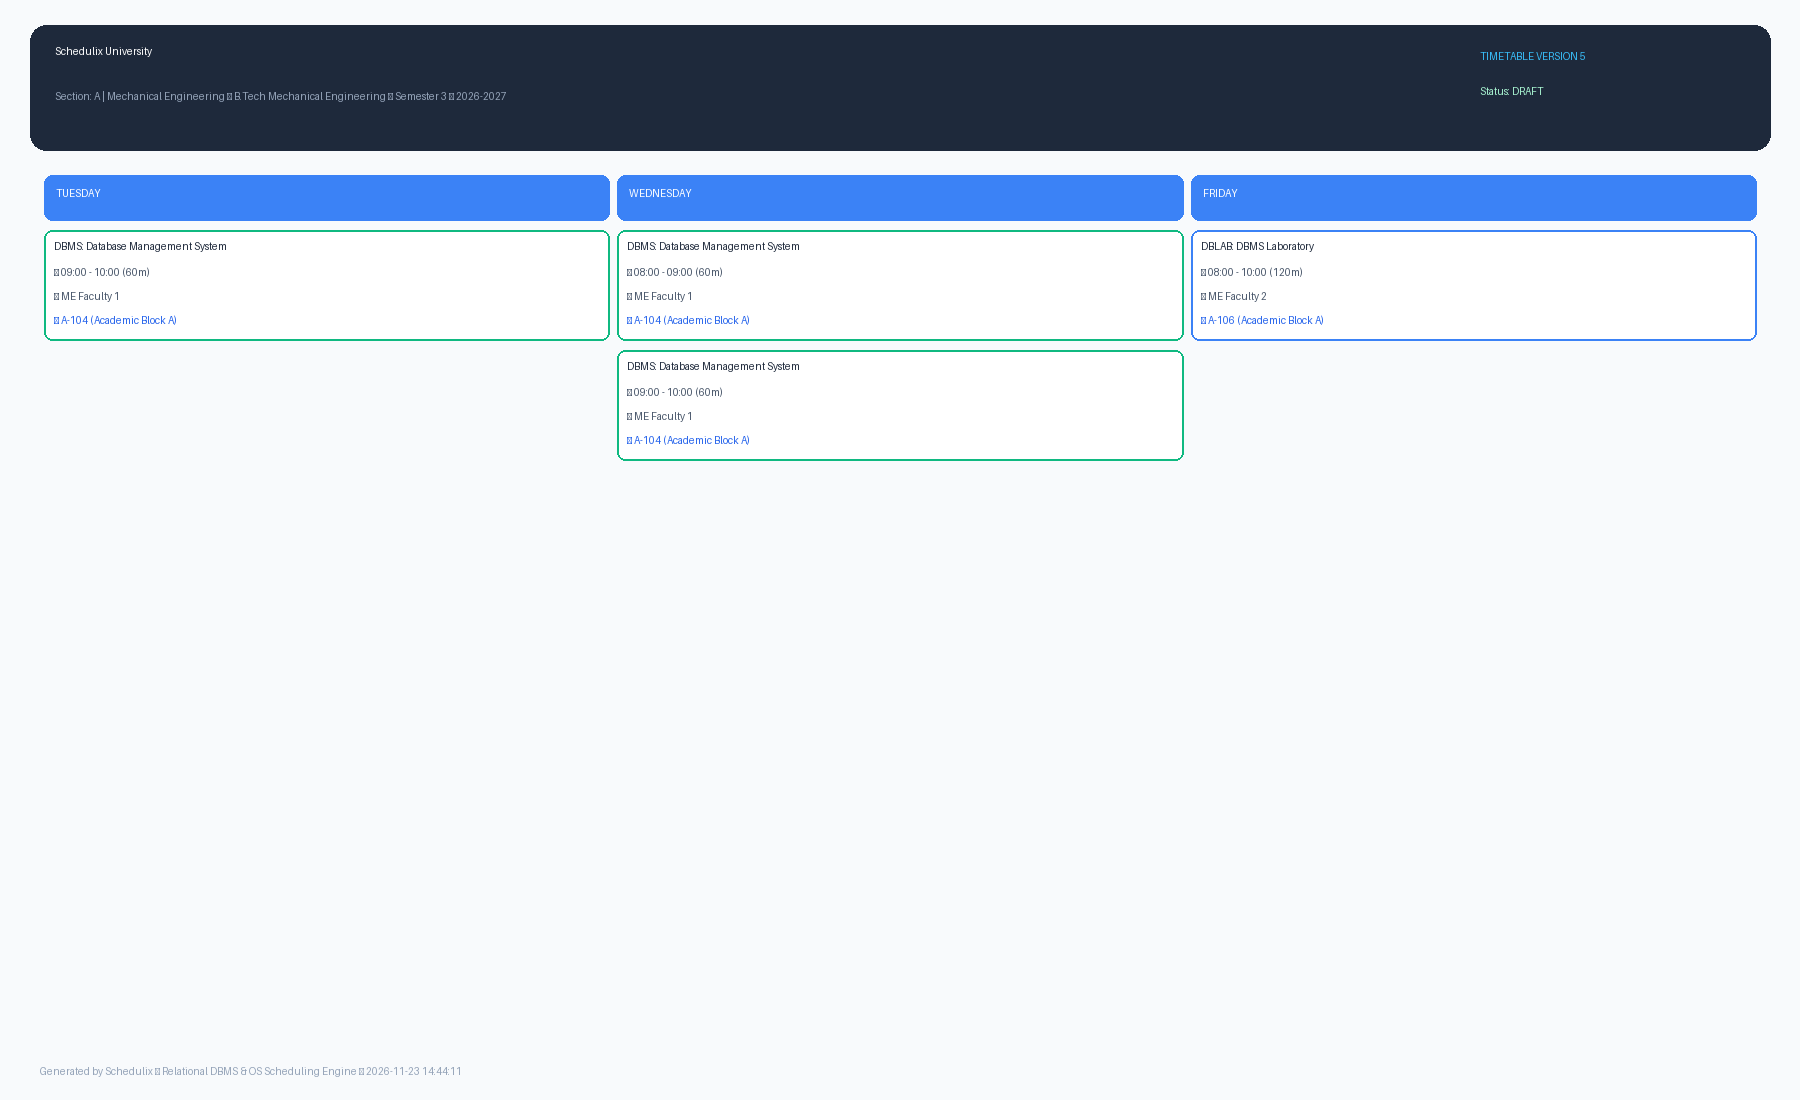 Schedulix University
TIMETABLE VERSION 5
Section: A | Mechanical Engineering ▯ B.Tech Mechanical Engineering ▯ Semester 3 ▯ 2026-2027
Status: DRAFT
TUESDAY
DBMS: Database Management System
▯ 09:00 - 10:00 (60m)
▯ ME Faculty 1
▯ A-104 (Academic Block A)
WEDNESDAY
DBMS: Database Management System
▯ 08:00 - 09:00 (60m)
▯ ME Faculty 1
▯ A-104 (Academic Block A)
DBMS: Database Management System
▯ 09:00 - 10:00 (60m)
▯ ME Faculty 1
▯ A-104 (Academic Block A)
FRIDAY
DBLAB: DBMS Laboratory
▯ 08:00 - 10:00 (120m)
▯ ME Faculty 2
▯ A-106 (Academic Block A)
Generated by Schedulix ▯ Relational DBMS & OS Scheduling Engine ▯ 2026-11-23 14:44:11